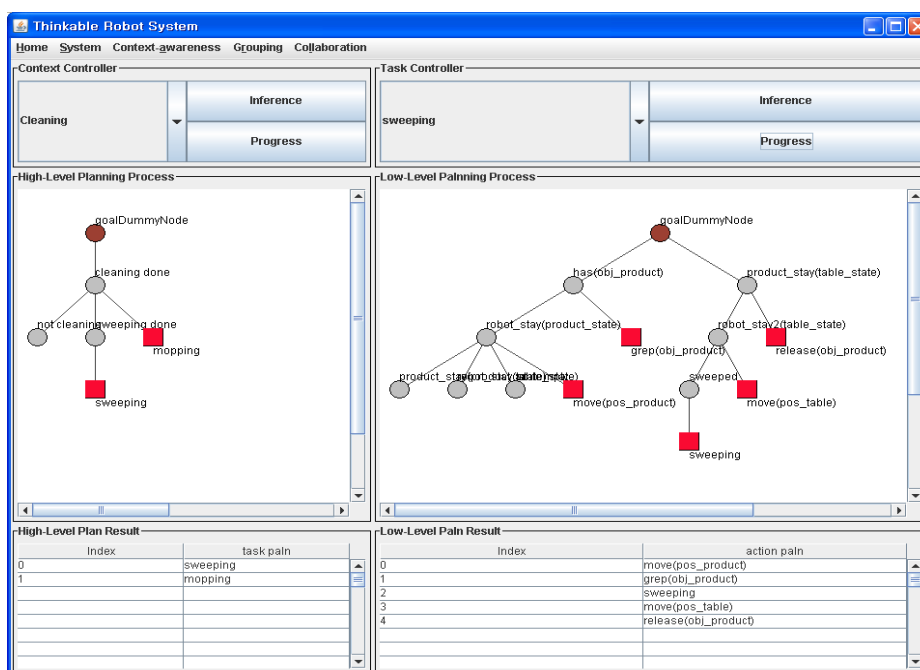 Thinkable Robot System
Home System Context-awareness Grouping Collaboration
Context Controller
Cleaning
Inference
Progress
Task Controller
sweeping
Inference
Progress
High-Level Planning Process
goalDummyNode
cleaning done
not cleaning
sweeping done
mopping
sweeping
Low-Level Palnning Process
goalDummyNode
has(obj_product)
product_stay(table_state)
robot_stay(product_state)
robot_stay2(table_state)
grep(obj_product)
release(obj_product)
sweeped
move(pos_product)
move(pos_table)
sweeping
High-Level Plan Result
Index task paln
0 sweeping
1 mopping
Low-Level Paln Result
Index action paln
0 move(pos_product)
1 grep(obj_product)
2 sweeping
3 move(pos_table)
4 release(obj_product)